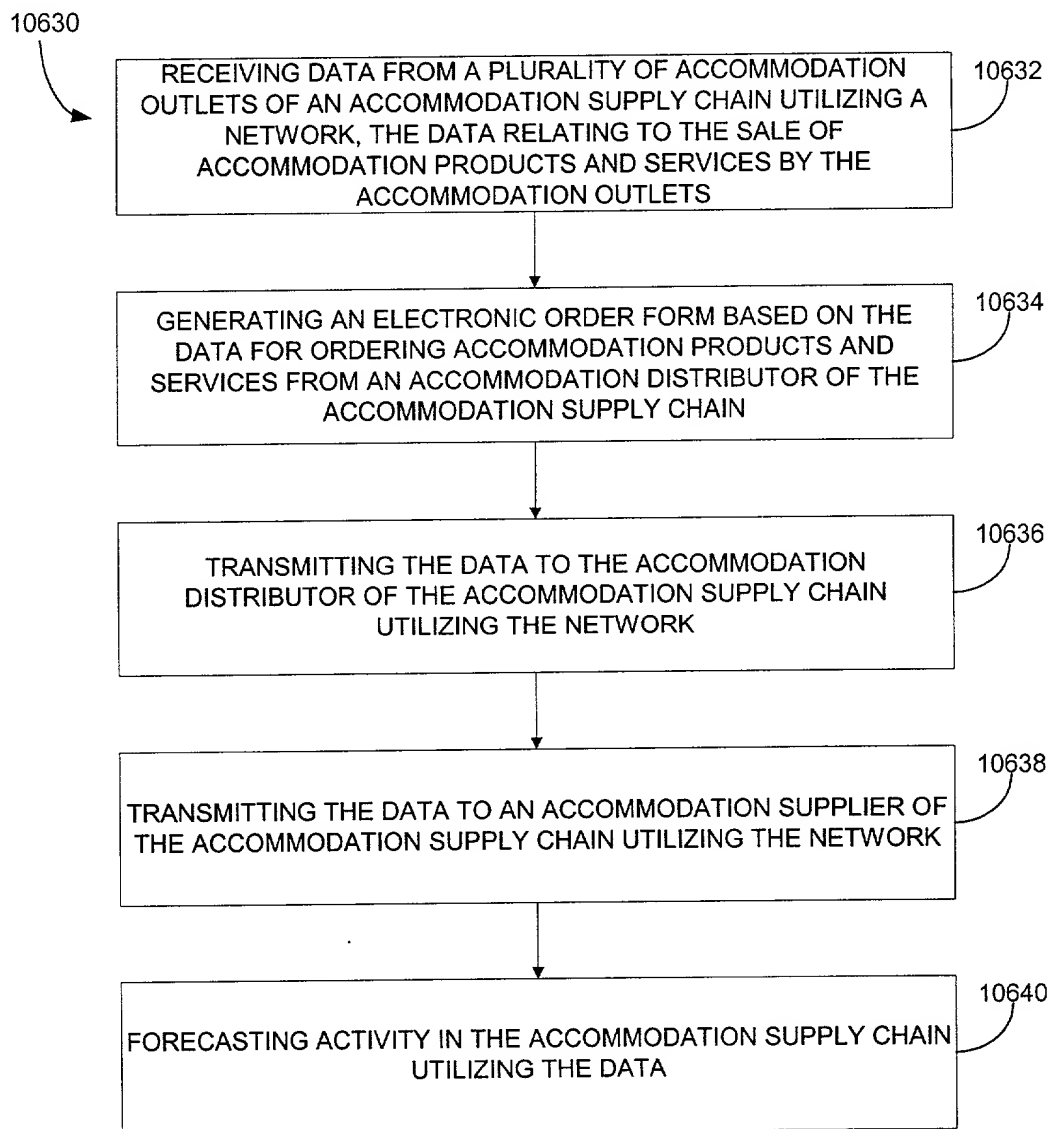 10630
RECEIVING DATA FROM A PLURALITY OF ACCOMMODATION
OUTLETS OF AN ACCOMMODATION SUPPLY CHAIN UTILIZING A
NETWORK, THE DATA RELATING TO THE SALE OF
ACCOMMODATION PRODUCTS AND SERVICES BY THE
ACCOMMODATION OUTLETS
10632
GENERATING AN ELECTRONIC ORDER FORM BASED ON THE
DATA FOR ORDERING ACCOMMODATION PRODUCTS AND
SERVICES FROM AN ACCOMMODATION DISTRIBUTOR OF THE
ACCOMMODATION SUPPLY CHAIN
10634
TRANSMITTING THE DATA TO THE ACCOMMODATION
DISTRIBUTOR OF THE ACCOMMODATION SUPPLY CHAIN
UTILIZING THE NETWORK
10636
TRANSMITTING THE DATA TO AN ACCOMMODATION SUPPLIER OF
THE ACCOMMODATION SUPPLY CHAIN UTILIZING THE NETWORK
10638
FORECASTING ACTIVITY IN THE ACCOMMODATION SUPPLY CHAIN
UTILIZING THE DATA
10640